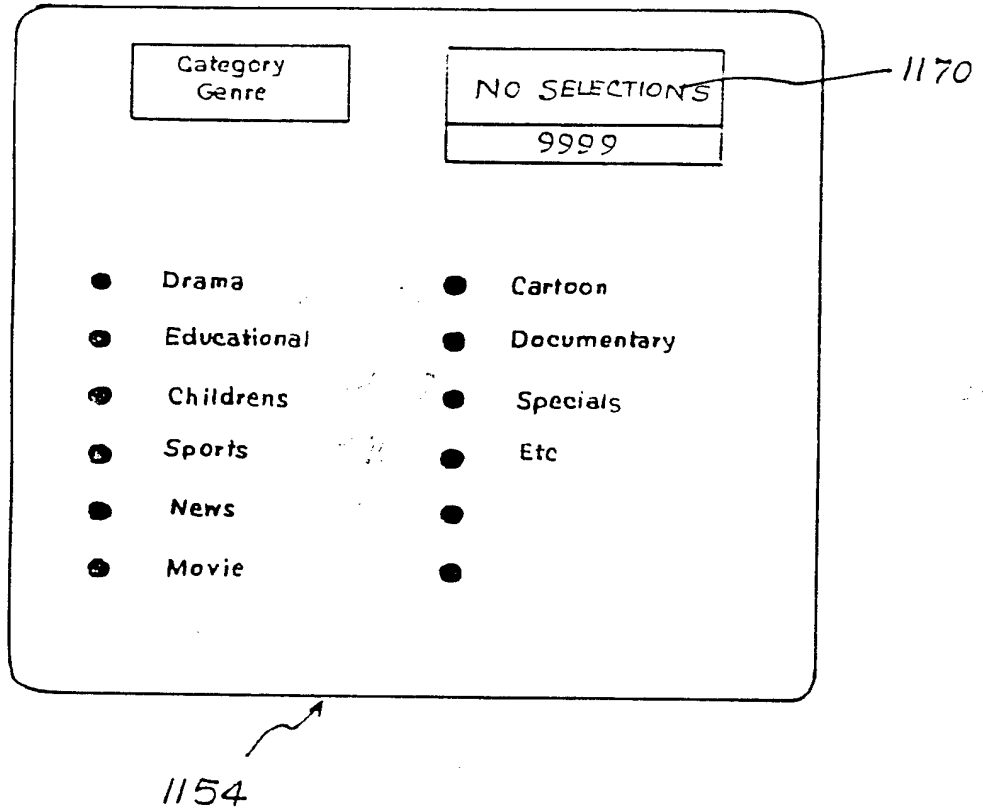 Category
Genre
NO SELECTIONS
9999
1170
Drama
Educational
Childrens
Sports
News
Movie
Cartoon
Documentary
Specials
Etc
1154